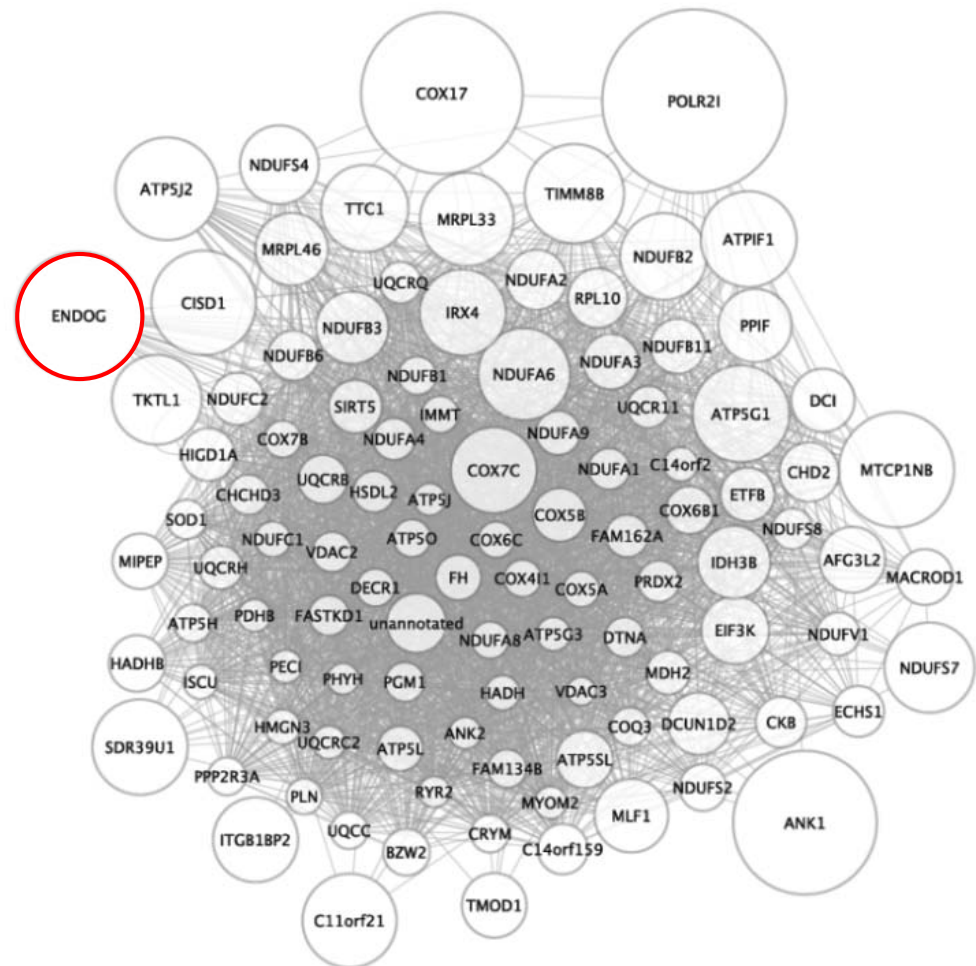 COX17
POLR2I
NDUFS4
ATP5J2
TIMM8B
TTC1
MRPL33
ATPIF1
MRPL46
NDUFB2
UQCRQ
NDUFA2
RPL10
CISD1
IRX4
ENDOG
NDUFB3
PPIF
NDUFB11
NDUFB6
NDUFA3
NDUFA6
NDUFB1
TKTL1
NDUFC2
SIRT5
IMMT
UQCR11
ATP5G1
DCI
COX7B
NDUFA4
NDUFA9
HIGD1A
COX7C
NDUFA1
C14orf2
MTCP1NB
CHD2
UQCRB
HSDL2
CHCHD3
ATP5J
ETFB
COX6B1
COX5B
SOD1
NDUFS8
NDUFC1
VDAC2
ATP5O
COX6C
FAM162A
MIPEP
UQCRH
IDH3B
AFG3L2
MACROD1
DECR1
FH
COX4I1
COX5A
PRDX2
PDHB
FASTKD1
ATP5H
unannotated
NDUFA8
ATP5G3
DTNA
EIF3K
NDUFV1
HADHB
PECI
ISCU
PHYH
PGM1
HADH
VDAC3
MDH2
NDUFS7
HMGN3
UQCRC2
ANK2
COQ3
DCUN1D2
CKB
ECHS1
SDR39U1
ATP5L
FAM134B
ATP5SL
PPP2R3A
PLN
RYR2
MYOM2
NDUFS2
MLF1
ANK1
UQCC
CRYM
ITGB1BP2
BZW2
C14orf159
TMOD1
C11orf21